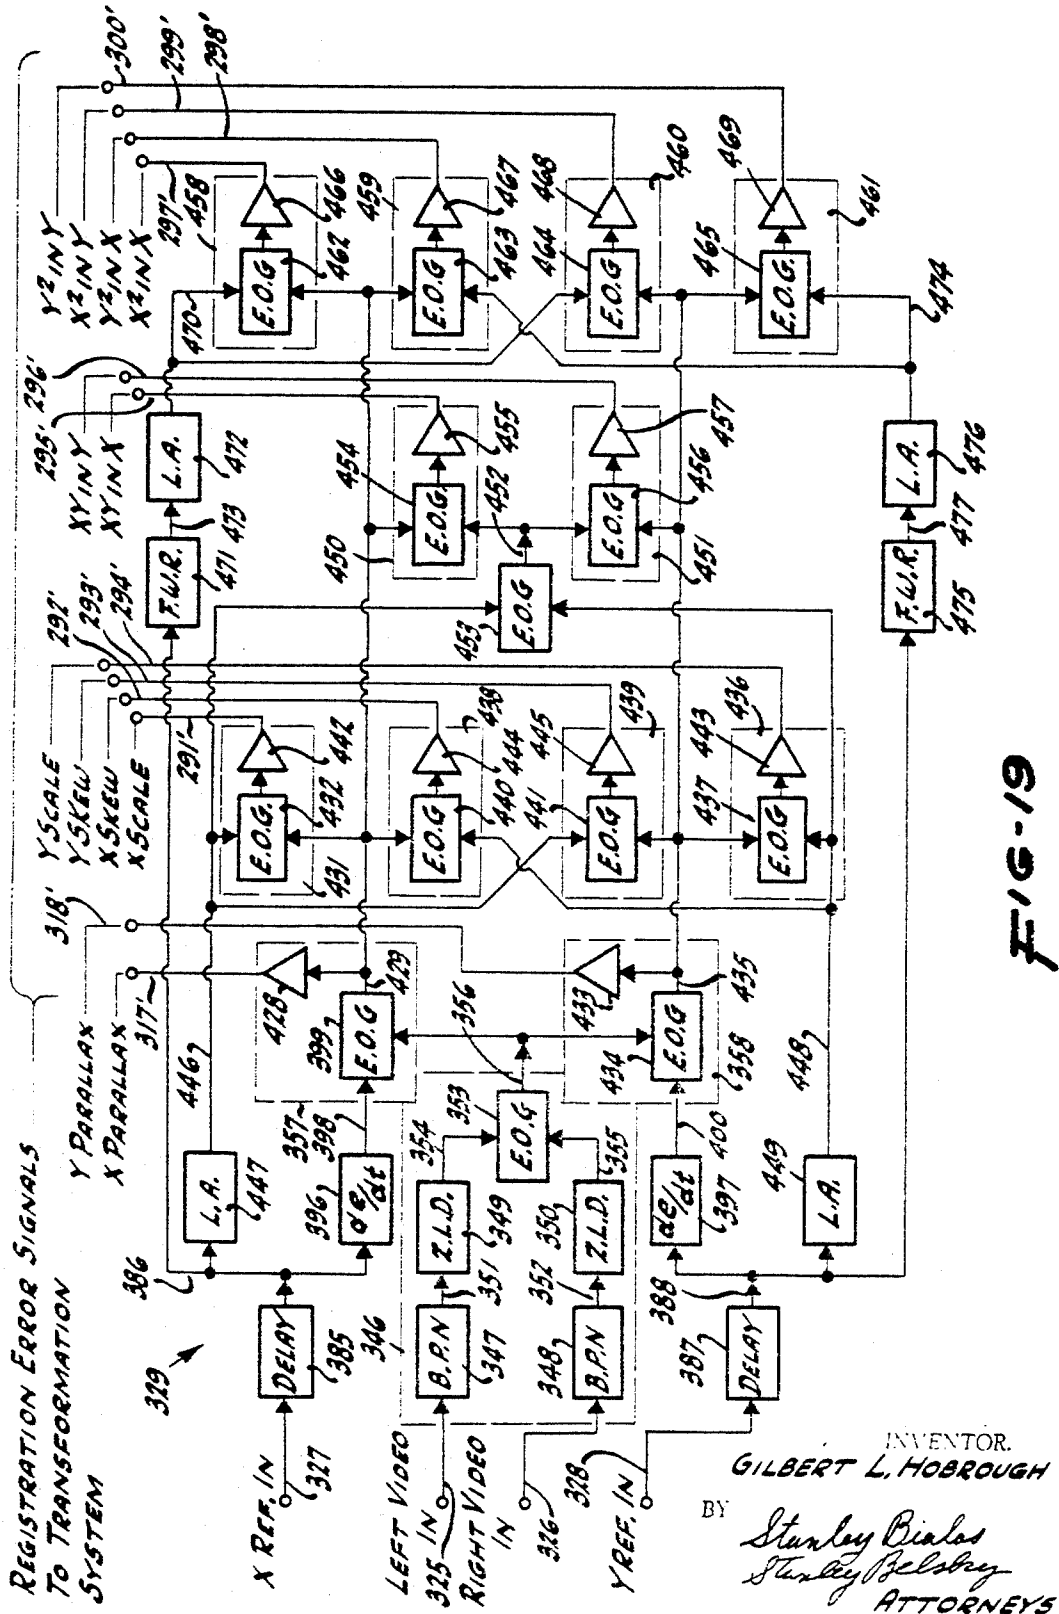 REGISTRATION ERROR SIGNALS
TO TRANSFORMATION
SYSTEM
Y PARALLAX
X PARALLAX
317'
318'
Y SCALE
Y SKEW
X SKEW
X SCALE
291'
292'
293'
294'
XY IN Y
XY IN X
295'
296'
Y² IN Y
X² IN Y
Y² IN X
X² IN X
297'
298'
299'
300'
329
386
446
L.A.
447
F.W.R.
471
473
L.A.
472
470
X REF. IN
327
DELAY
385
de/dt
396
398
357
E.O.G
399
428
429
431
E.O.G.
432
442
458
E.O.G
462
466
LEFT VIDEO
IN
325
346
B.P.N
347
351
Z.L.D.
349
354
E.O.G
353
356
E.O.G
440
444
438
450
E.O.G
454
455
452
E.O.G
453
459
E.O.G
463
467
RIGHT VIDEO
IN
326
B.P.N
348
352
Z.L.D.
350
355
433
E.O.G
434
435
358
E.O.G
441
445
439
E.O.G
456
457
451
E.O.G
464
468
460
Y REF. IN
328
DELAY
387
388
de/dt
397
400
L.A.
449
448
E.O.G
437
443
436
E.O.G.
465
469
461
F.W.R.
475
477
L.A.
476
474
FIG-19
INVENTOR.
GILBERT L. HOBROUGH
BY
Stanley Bialos
Stanley Belsky
ATTORNEYS